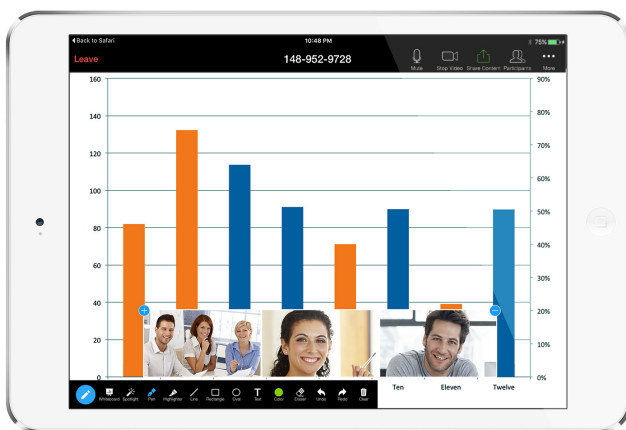 Back to Safari 10:48 PM 75%
Leave 148-952-9728 Mute Stop Video Share Content Participants More
160 90%
140 80%
120 70%
100 60%
80 50%
60 40%
40 30%
20 20%
0 10%
0%
Ten Eleven Twelve
Whiteboard Spotlight Pen Highlighter Line Rectangle Oval Text Color Eraser Undo Redo Clear